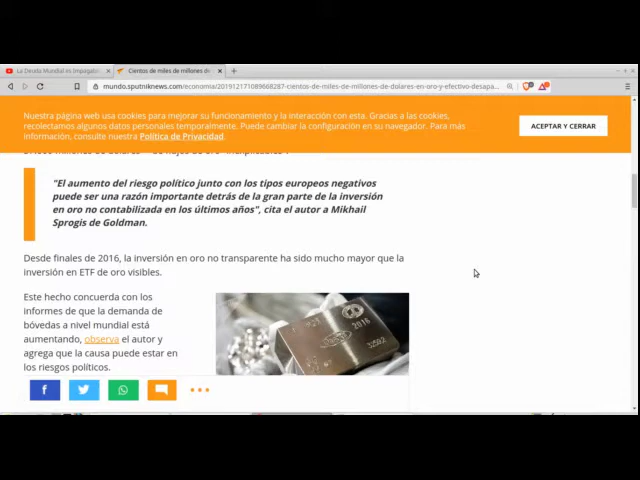 La Deuda Mundial es Impagable
Cientos de miles de millones de
mundo.sputniknews.com/economia/201912171089668287-cientos-de-miles-de-millones-de-dolares-en-oro-y-efectivo-desapa...
Nuestra página web usa cookies para mejorar su funcionamiento y la interacción con esta. Gracias a las cookies,
recolectamos algunos datos personales temporalmente. Puede cambiar la configuración en su navegador. Para más
información, consulte nuestra Política de Privacidad.
ACEPTAR Y CERRAR
"El aumento del riesgo político junto con los tipos europeos negativos
puede ser una razón importante detrás de la gran parte de la inversión
en oro no contabilizada en los últimos años", cita el autor a Mikhail
Sprogis de Goldman.
Desde finales de 2016, la inversión en oro no transparente ha sido mucho mayor que la
inversión en ETF de oro visibles.
Este hecho concuerda con los
informes de que la demanda de
bóvedas a nivel mundial está
aumentando, observa el autor y
agrega que la causa puede estar en
los riesgos políticos.
2016